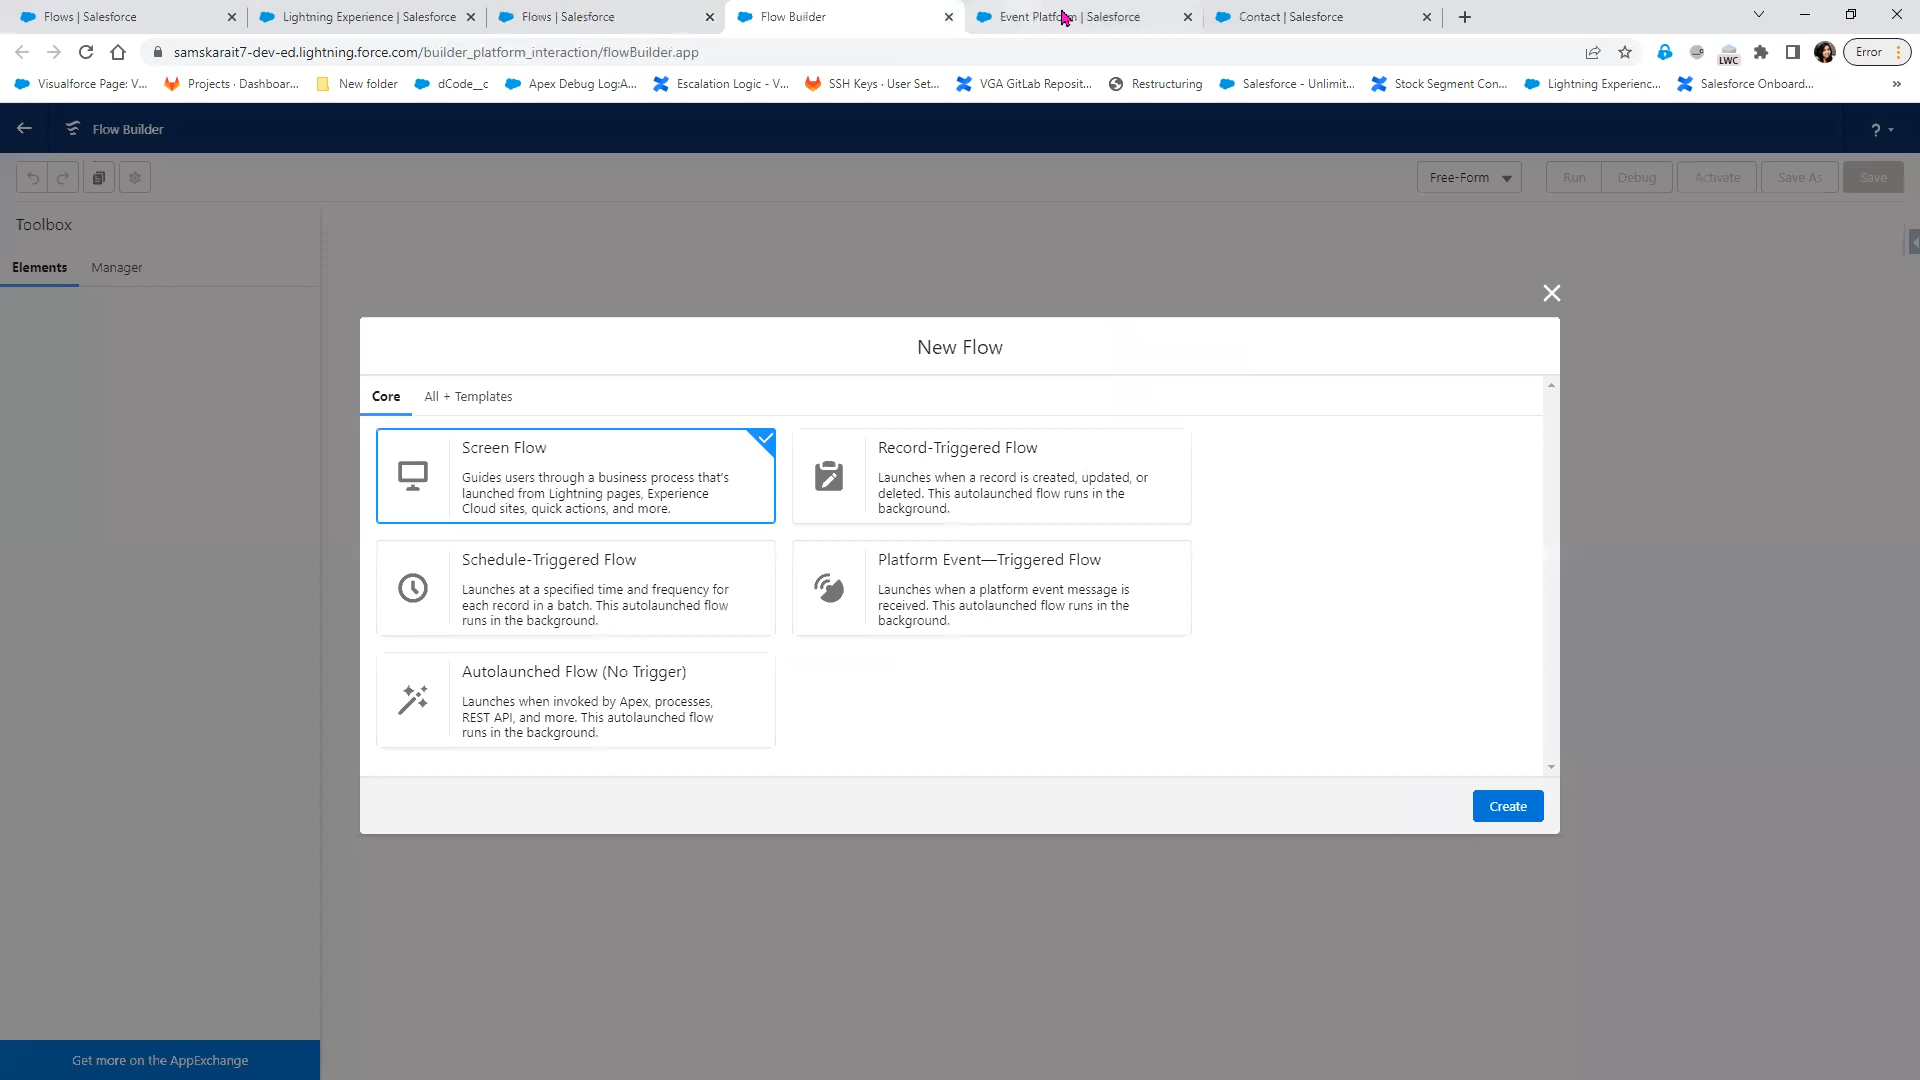 Flows | Salesforce
Lightning Experience | Salesforce
Flows | Salesforce
Flow Builder
Event Platform | Salesforce
Contact | Salesforce
samskarait7-dev-ed.lightning.force.com/builder_platform_interaction/flowBuilder.app
LWC
Error
Visualforce Page: V...
Projects · Dashboar...
New folder
dCode__c
Apex Debug Log:A...
Escalation Logic - V...
SSH Keys · User Set...
VGA GitLab Reposit...
Restructuring
Salesforce - Unlimit...
Stock Segment Con...
Lightning Experienc...
Salesforce Onboard...
»
Flow Builder
?
Free-Form
Run
Debug
Activate
Save As
Save
Toolbox
Elements
Manager
New Flow
Core
All + Templates
Screen Flow
Guides users through a business process that's
launched from Lightning pages, Experience
Cloud sites, quick actions, and more.
Record-Triggered Flow
Launches when a record is created, updated, or
deleted. This autolaunched flow runs in the
background.
Schedule-Triggered Flow
Launches at a specified time and frequency for
each record in a batch. This autolaunched flow
runs in the background.
Platform Event—Triggered Flow
Launches when a platform event message is
received. This autolaunched flow runs in the
background.
Autolaunched Flow (No Trigger)
Launches when invoked by Apex, processes,
REST API, and more. This autolaunched flow
runs in the background.
Create
Get more on the AppExchange